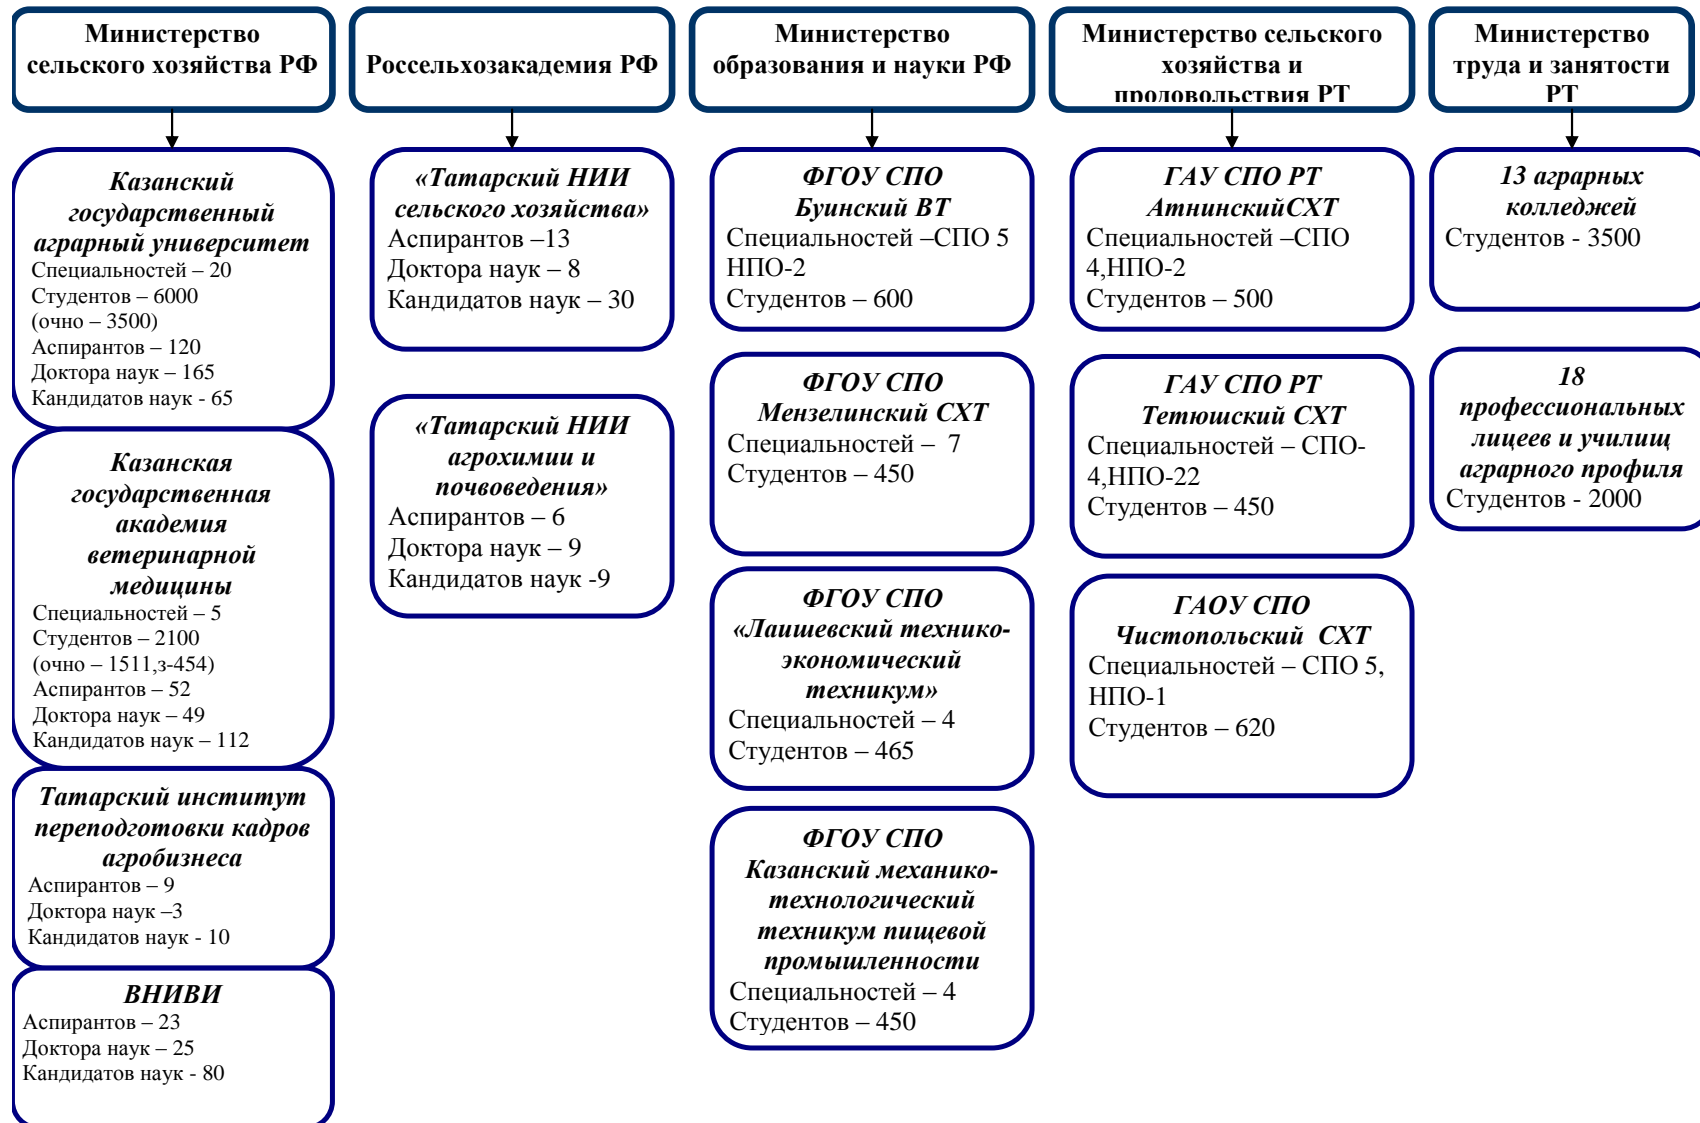 Министерство
сельского хозяйства РФ
Россельхозакадемия РФ
Министерство
образования и науки РФ
Министерство сельского
хозяйства и
продовольствия РТ
Министерство
труда и занятости
РТ
Казанский
государственный
аграрный университет
Специальностей – 20
Студентов – 6000
(очно – 3500)
Аспирантов – 120
Доктора наук – 165
Кандидатов наук - 65
Казанская
государственная
академия
ветеринарной
медицины
Специальностей – 5
Студентов – 2100
(очно – 1511,з-454)
Аспирантов – 52
Доктора наук – 49
Кандидатов наук – 112
Татарский институт
переподготовки кадров
агробизнеса
Аспирантов – 9
Доктора наук –3
Кандидатов наук - 10
ВНИВИ
Аспирантов – 23
Доктора наук – 25
Кандидатов наук - 80
«Татарский НИИ
сельского хозяйства»
Аспирантов –13
Доктора наук – 8
Кандидатов наук – 30
«Татарский НИИ
агрохимии и
почвоведения»
Аспирантов – 6
Доктора наук – 9
Кандидатов наук -9
ФГОУ СПО
Буинский ВТ
Специальностей –СПО 5
НПО-2
Студентов – 600
ФГОУ СПО
Мензелинский СХТ
Специальностей –  7
Студентов – 450
ФГОУ СПО
«Лаишевский технико-
экономический
техникум»
Специальностей – 4
Студентов – 465
ФГОУ СПО
Казанский механико-
технологический
техникум пищевой
промышленности
Специальностей – 4
Студентов – 450
ГАУ СПО РТ
АтнинскийСХТ
Специальностей –СПО
4,НПО-2
Студентов – 500
ГАУ СПО РТ
Тетюшский СХТ
Специальностей – СПО-
4,НПО-22
Студентов – 450
ГАОУ СПО
Чистопольский  СХТ
Специальностей – СПО 5,
НПО-1
Студентов – 620
13 аграрных
колледжей
Студентов - 3500
18
профессиональных
лицеев и училищ
аграрного профиля
Студентов - 2000